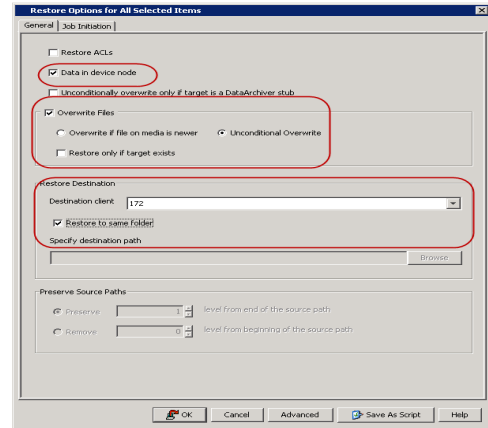 Restore Options for All Selected Items
General Job Initiation
Restore ACLs
Data in device node
Unconditionally overwrite only if target is a DataArchiver stub
Overwrite Files
Overwrite if file on media is newer Unconditional Overwrite
Restore only if target exists
Restore Destination
Destination client 172
Restore to same folder
Specify destination path
Browse
Preserve Source Paths
Preserve 1 level from end of the source path
Remove 0 level from beginning of the source path
OK Cancel Advanced Save As Script Help